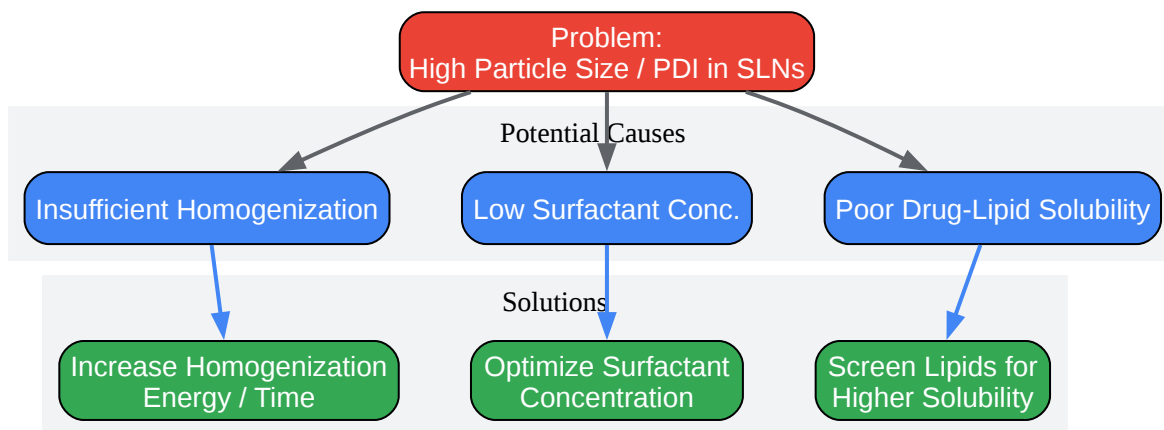 Problem:
High Particle Size / PDI in SLNs
Potential Causes
Insufficient Homogenization
Low Surfactant Conc.
Poor Drug-Lipid Solubility
Solutions
Increase Homogenization
Energy / Time
Optimize Surfactant
Concentration
Screen Lipids for
Higher Solubility